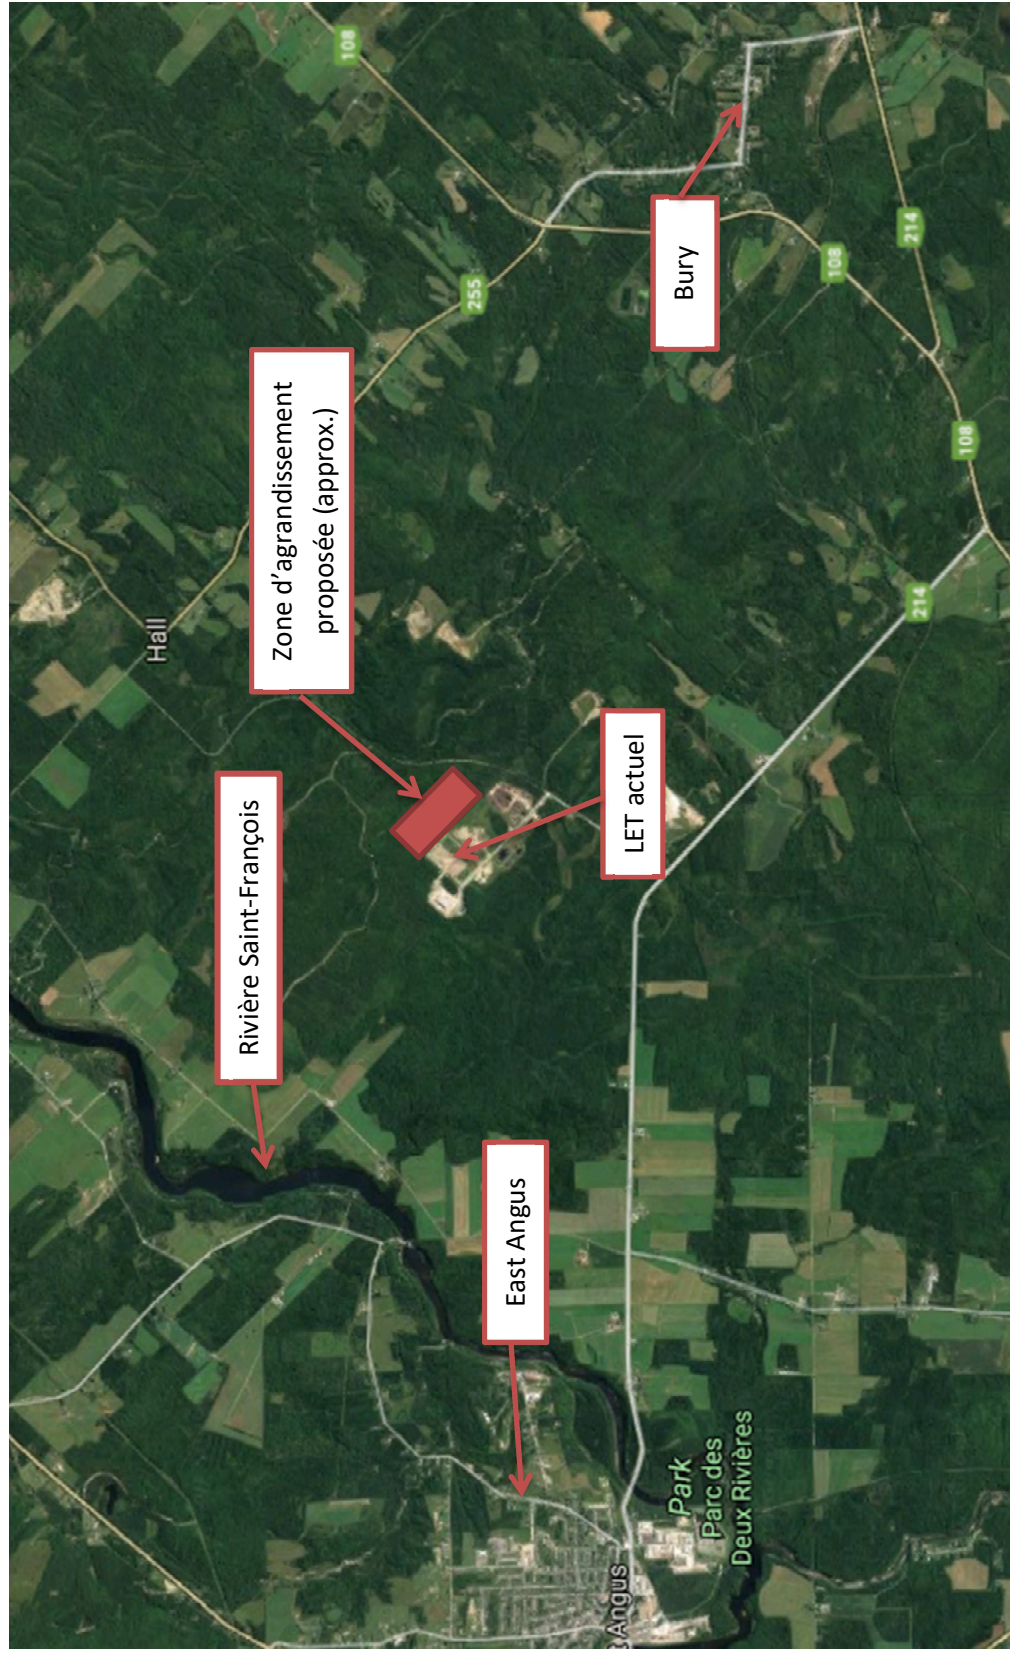 Hall
Rivière Saint-François
Zone d'agrandissement
proposée (approx.)
108
255
East Angus
Angus
LET actuel
Bury
Park
Parc des
Deux Rivières
108
214
214
108